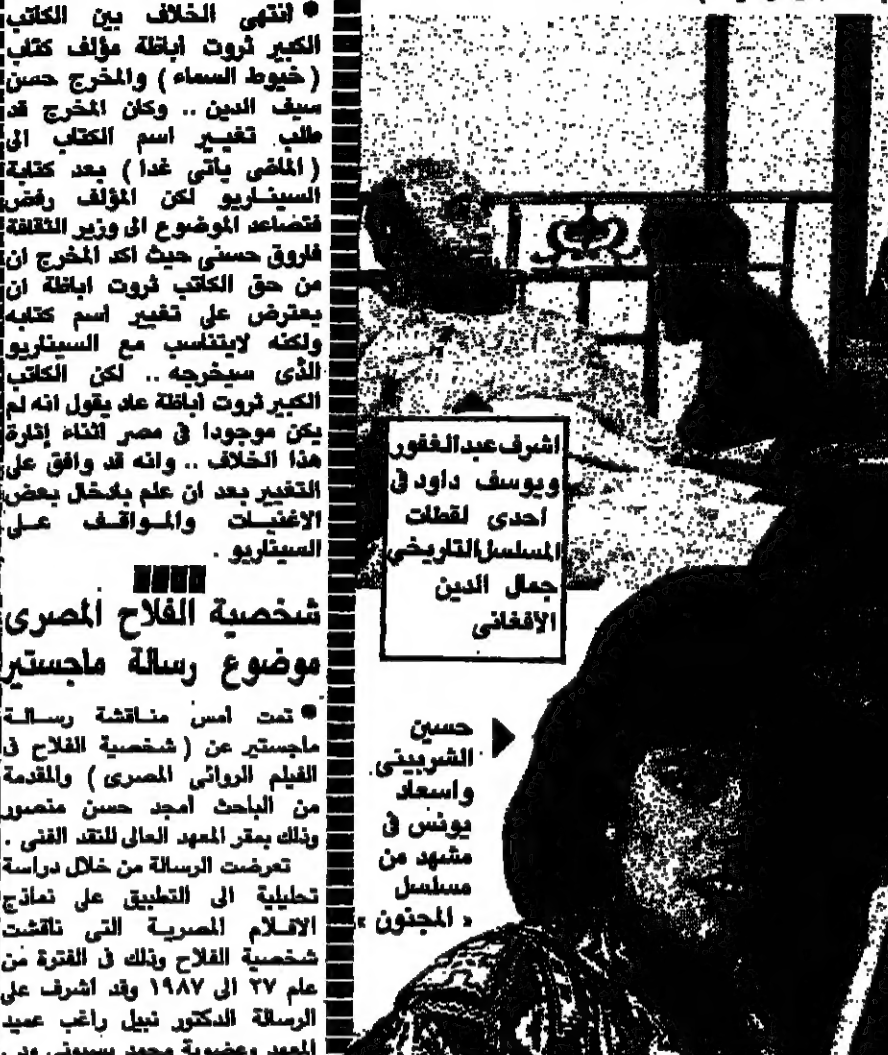 • انتهى الخلاف بين الكاتب
الكبير ثروت اباظة مؤلف كتاب
( خيوط السماء ) والمخرج حسن
سيف الدين .. وكان المخرج قد
طلب تغيير اسم الكتاب الى
( الماضى يأتى غدا ) بعد كتابة
السيناريو لكن المؤلف رفض
فتصاعد الموضوع الى وزير الثقافة
فاروق حسنى حيث اكد المخرج ان
من حق الكاتب ثروت اباظة ان
يعترض على تغيير اسم كتابه
ولكنه لايتناسب مع السيناريو
الذى سيخرجه .. لكن الكاتب
الكبير ثروت اباظة عاد يقول انه لم
يكن موجودا فى مصر اثناء إثارة
هذا الخلاف .. وانه قد وافق على
التغيير بعد ان علم بادخال بعض
الاغنيات والمواقف على
السيناريو .
شخصية الفلاح المصرى
موضوع رسالة ماجستير
• تمت أمس مناقشة رسالة
ماجستير عن ( شخصية الفلاح فى
الفيلم الروائى المصرى ) والمقدمة
من الباحث امجد حسن منصور
وذلك بمقر المعهد العالى للنقد الفنى .
تعرضت الرسالة من خلال دراسة
تحليلية الى التطبيق على نماذج
الافلام المصرية التى ناقشت
شخصية الفلاح وذلك فى الفترة من
عام ٢٧ الى ١٩٨٧ وقد اشرف على
الرسالة الدكتور نبيل راغب عميد
المعهد وعضوية محمد بسيونى ود .
اشرف عبدالغفور
ويوسف داود فى
احدى لقطات
المسلسل التاريخى
جمال الدين
الأفغانى
حسين
الشربينى
واسعاد
يونس فى
مشهد من
مسلسل
« المجنون »